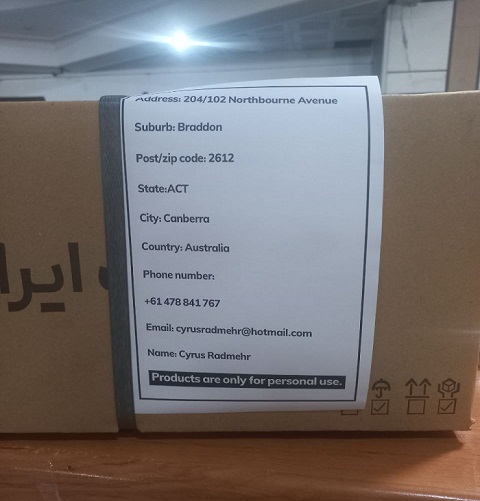 Address: 204/102 Northbourne Avenue
Suburb: Braddon
Post/zip code: 2612
State:ACT
City: Canberra
Country: Australia
Phone number:
+61 478 841 767
Email: cyrusradmehr@hotmail.com
Name: Cyrus Radmehr
Products are only for personal use.